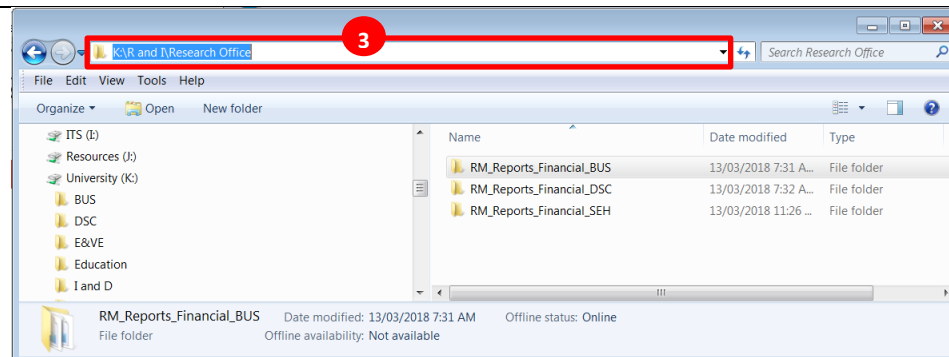 3
K:\R and I\Research Office
Search Research Office
File Edit View Tools Help
Organize Open New folder
ITS (I:)
Resources (J:)
University (K:)
BUS
DSC
E&VE
Education
I and D
Name Date modified Type
RM_Reports_Financial_BUS 13/03/2018 7:31 A... File folder
RM_Reports_Financial_DSC 13/03/2018 7:32 A... File folder
RM_Reports_Financial_SEH 13/03/2018 11:26 ... File folder
RM_Reports_Financial_BUS Date modified: 13/03/2018 7:31 AM Offline status: Online
File folder Offline availability: Not available